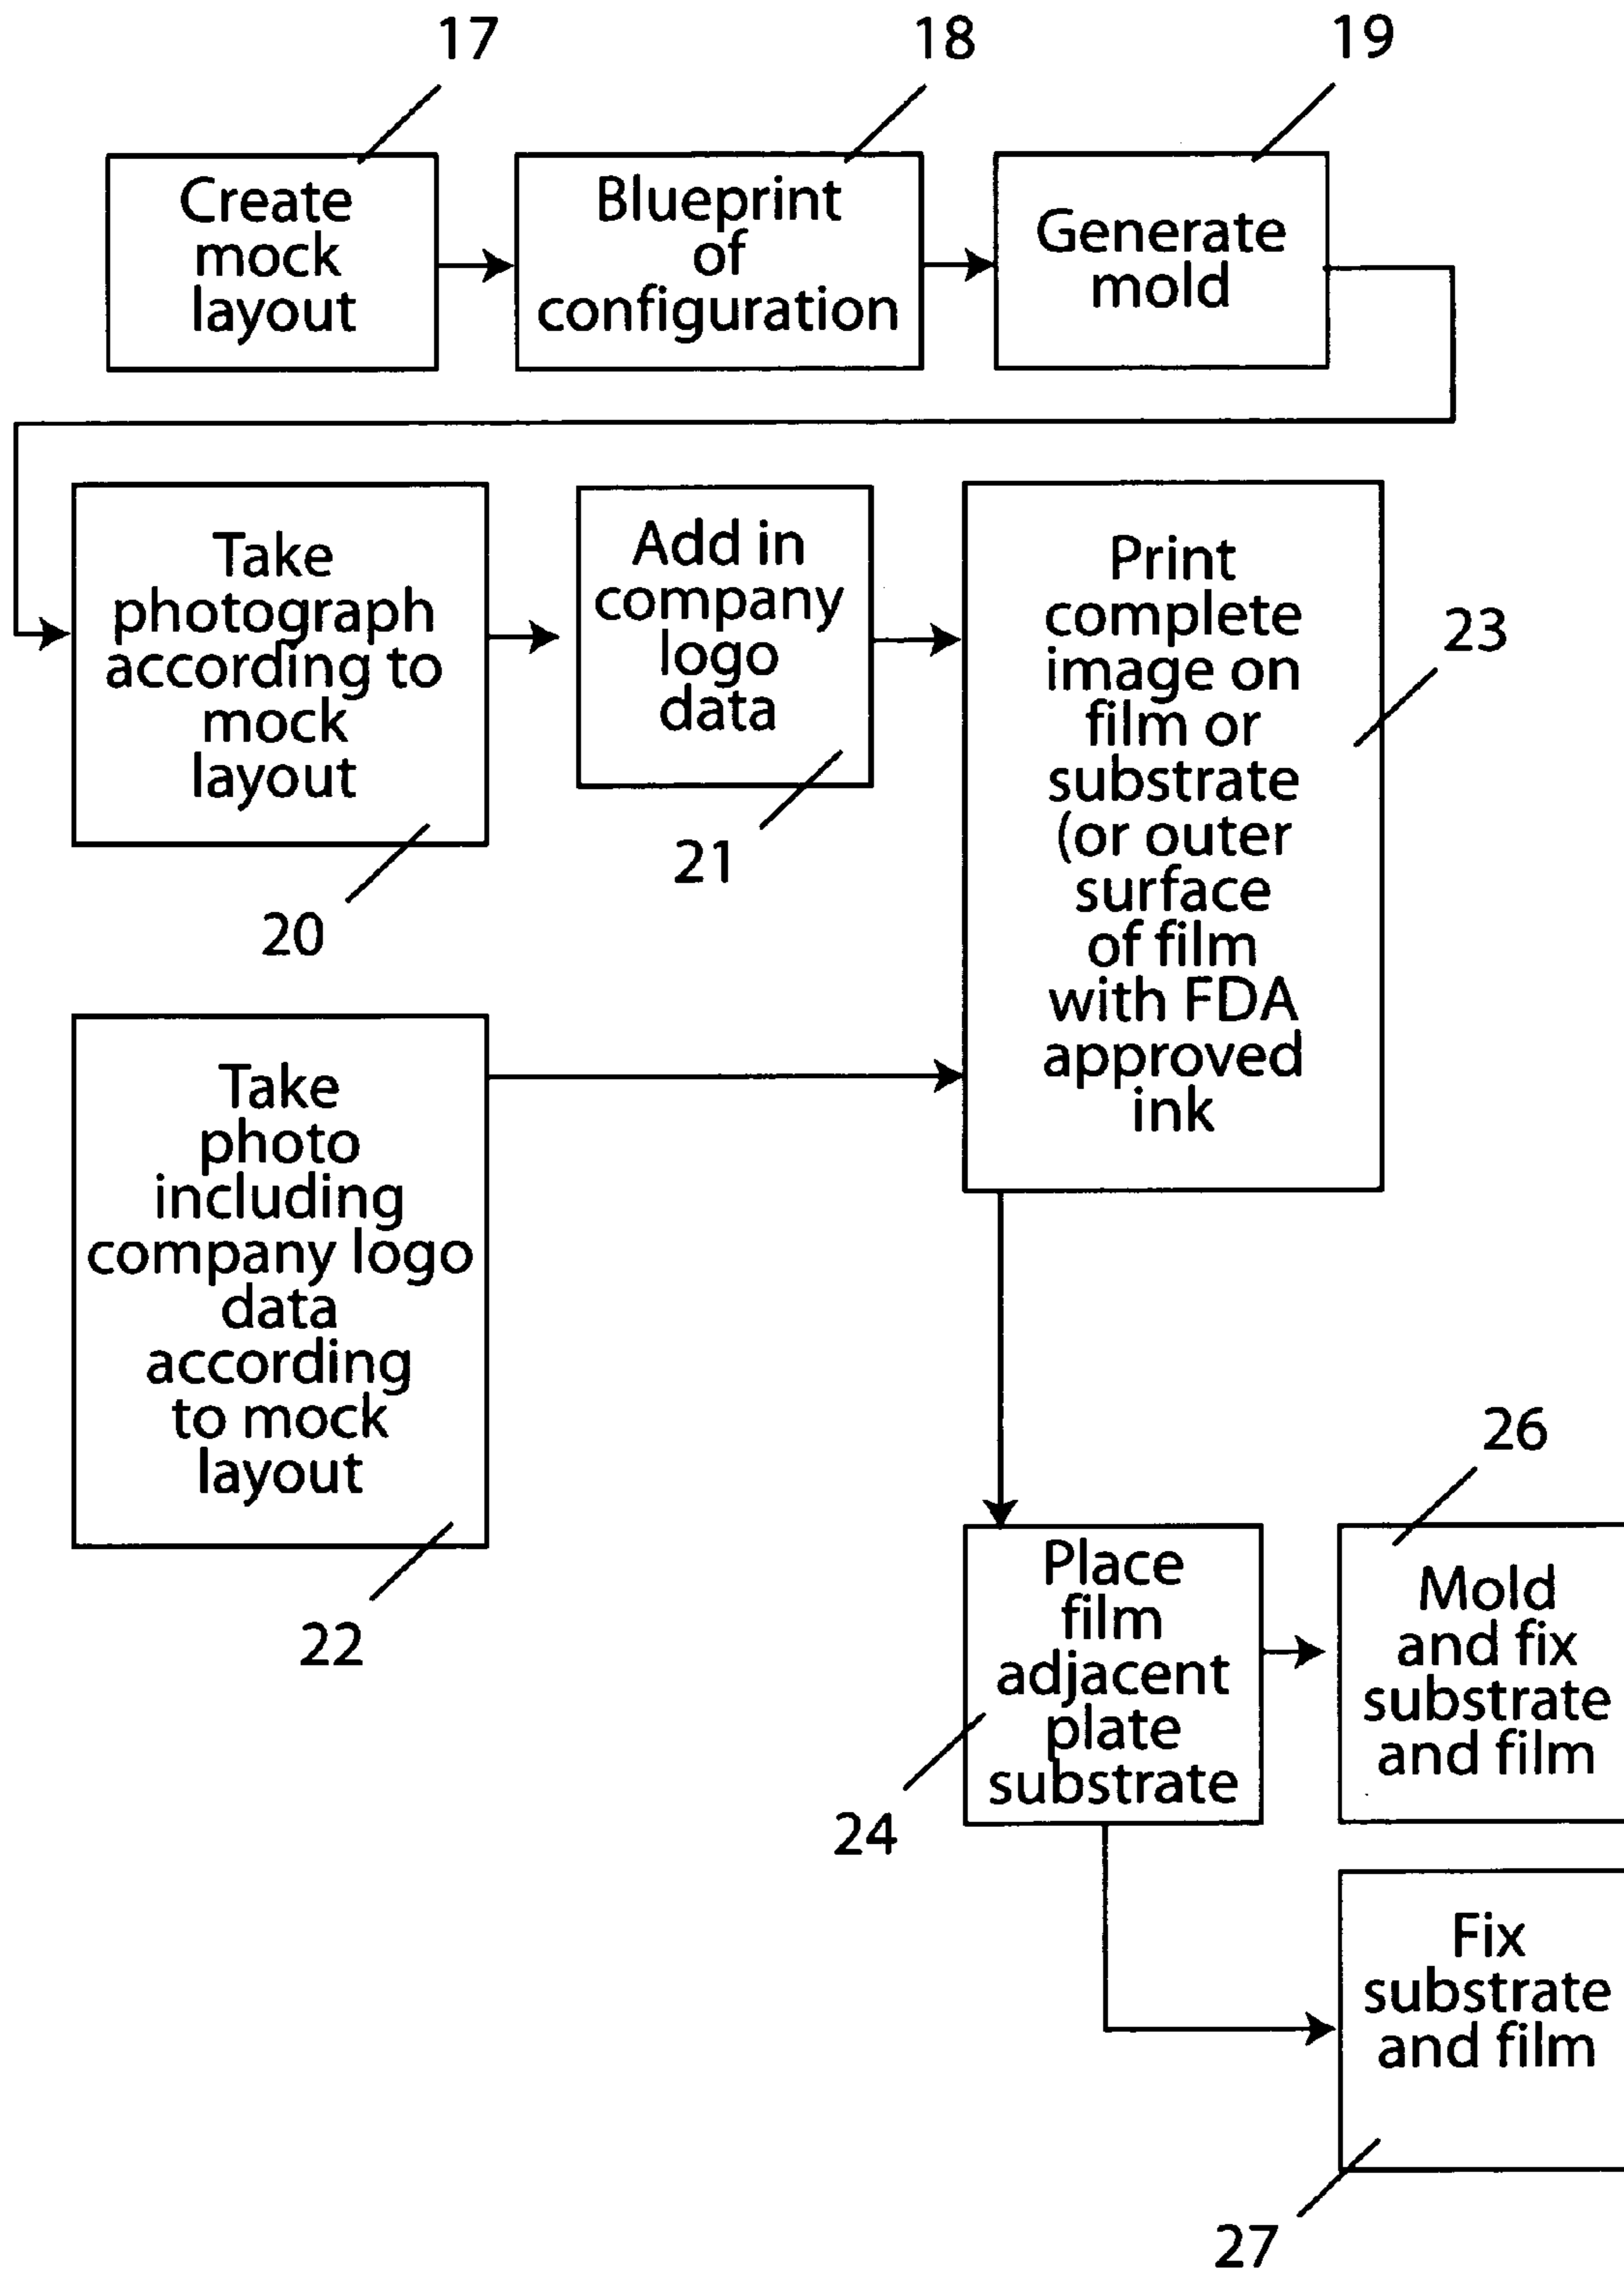 17
18
19
Create
mock
layout
Blueprint
of
configuration
Generate
mold
Take
photograph
according to
mock
layout
20
Add in
company
logo
data
21
Print
complete
image on
film or
substrate
(or outer
surface
of film
with FDA
approved
ink
23
Take
photo
including
company logo
data
according
to mock
layout
22
Place
film
adjacent
plate
substrate
24
26
Mold
and fix
substrate
and film
Fix
substrate
and film
27